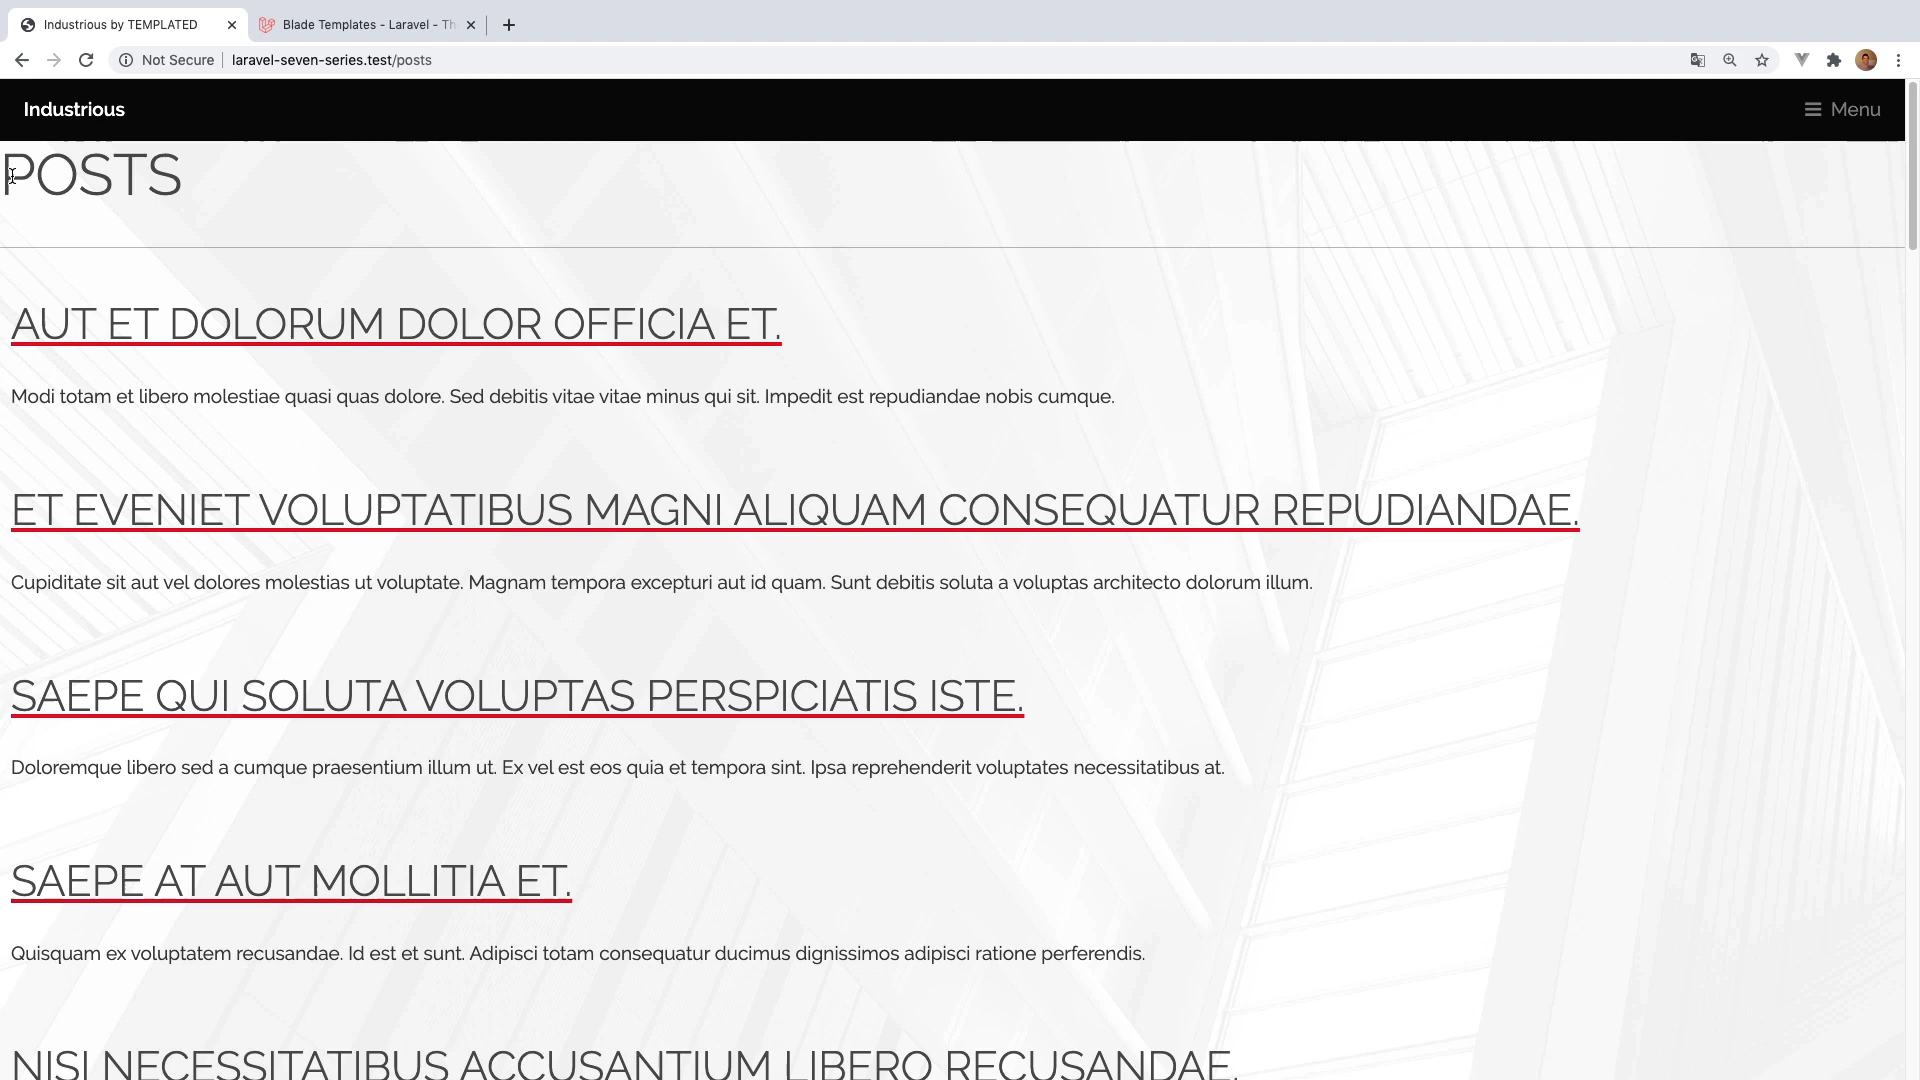 Industrious by TEMPLATED
Blade Templates - Laravel - Th
Not Secure
laravel-seven-series.test/posts
Industrious
Menu
POSTS
AUT ET DOLORUM DOLOR OFFICIA ET.
Modi totam et libero molestiae quasi quas dolore. Sed debitis vitae vitae minus qui sit. Impedit est repudiandae nobis cumque.
ET EVENIET VOLUPTATIBUS MAGNI ALIQUAM CONSEQUATUR REPUDIANDAE.
Cupiditate sit aut vel dolores molestias ut voluptate. Magnam tempora excepturi aut id quam. Sunt debitis soluta a voluptas architecto dolorum illum.
SAEPE QUI SOLUTA VOLUPTAS PERSPICIATIS ISTE.
Doloremque libero sed a cumque praesentium illum ut. Ex vel est eos quia et tempora sint. Ipsa reprehenderit voluptates necessitatibus at.
SAEPE AT AUT MOLLITIA ET.
Quisquam ex voluptatem recusandae. Id est et sunt. Adipisci totam consequatur ducimus dignissimos adipisci ratione perferendis.
NISI NECESSITATIBUS ACCUSANTIUM LIBERO RECUSANDAE.